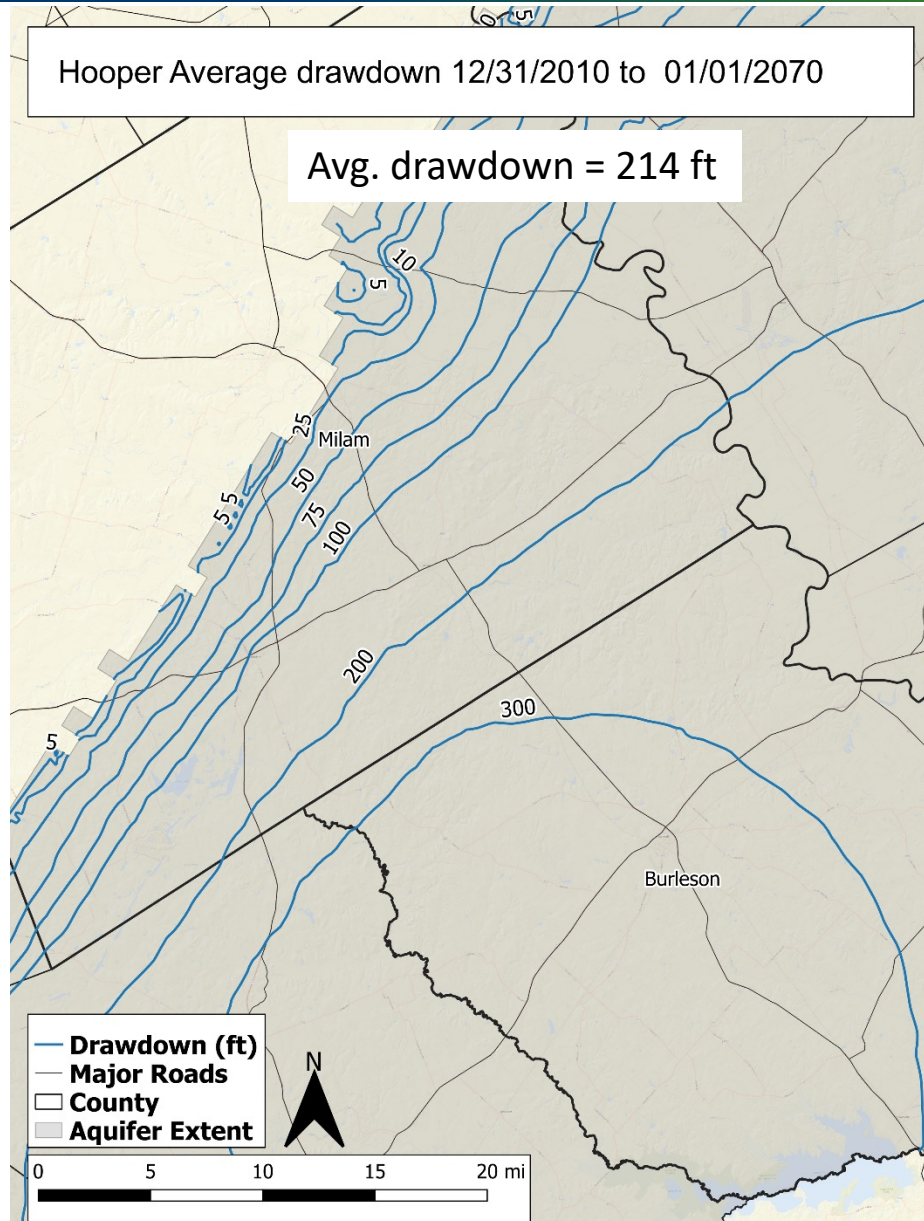 0
5
Hooper Average drawdown 12/31/2010 to 01/01/2070
Avg. drawdown = 214 ft
10
5
25
Milam
50
5
5
75
100
200
300
5
Burleson
Drawdown (ft)
Major Roads
County
Aquifer Extent
N
0 5 10 15 20 mi